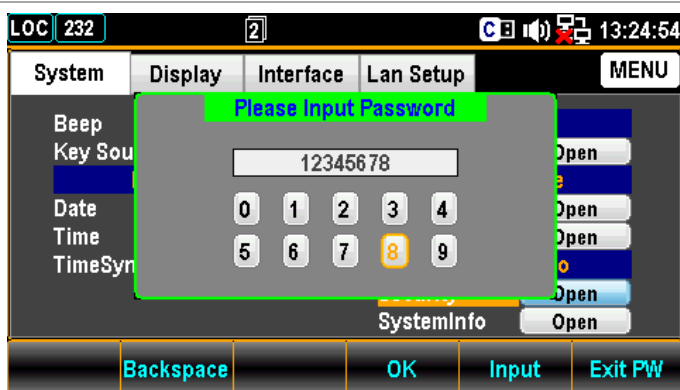 LOC 232 2 C 13:24:54
System Display Interface Lan Setup MENU
Please Input Password
Beep
Key Sou Open
12345678
Date Open
0 1 2 3 4
Time Open
5 6 7 8 9
TimeSyn
Open
SystemInfo Open
Backspace OK Input Exit PW